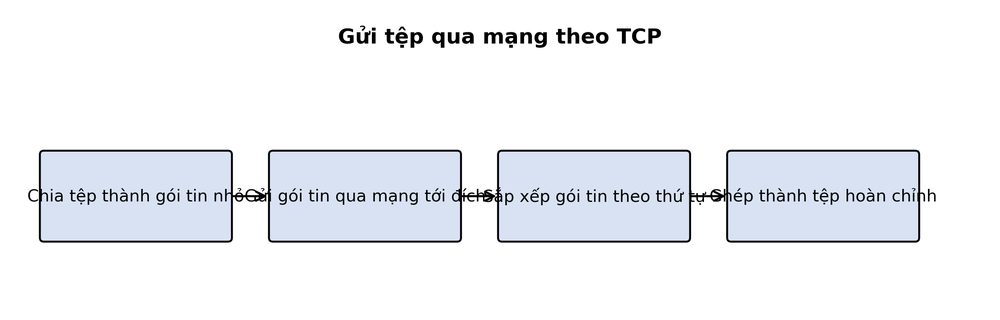 Gửi tệp qua mạng theo TCP
Chia tệp thành gói tin nhỏ
Gửi gói tin qua mạng tới đích
Sắp xếp gói tin theo thứ tự
Ghép thành tệp hoàn chỉnh